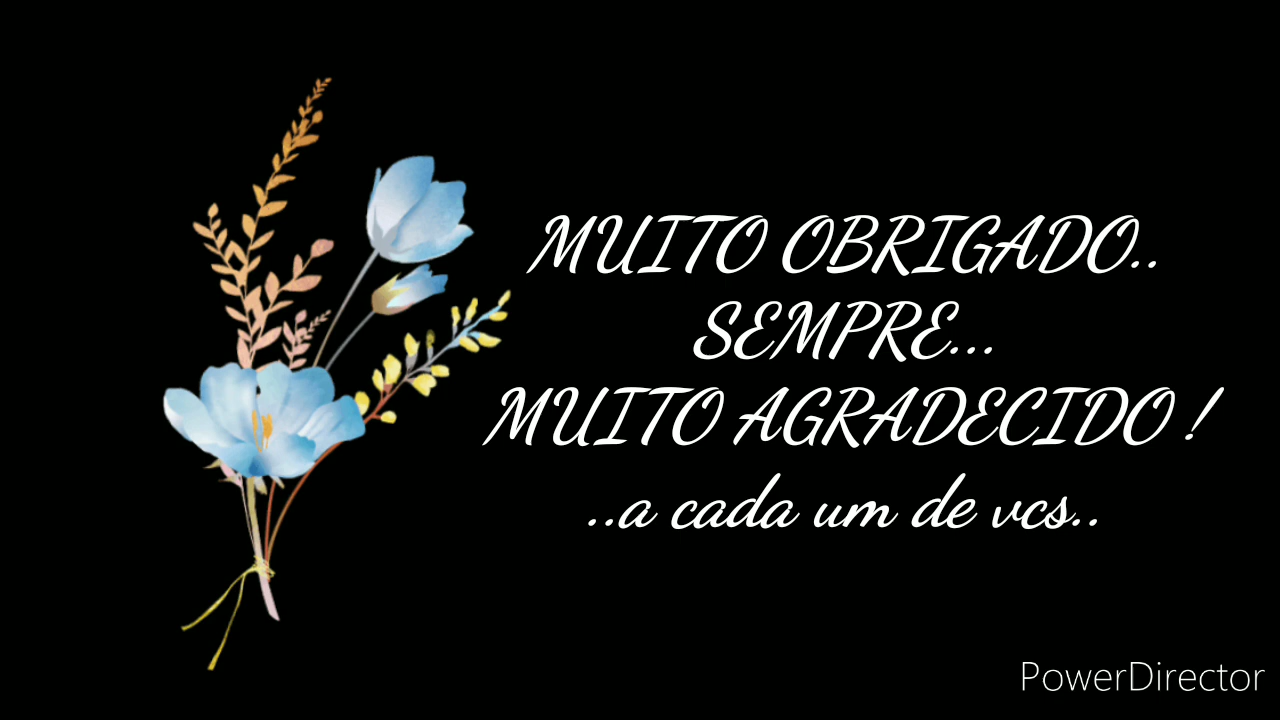 MUITO OBRIGADO..
SEMPRE...
MUITO AGRADECIDO !
..a cada um de vcs..
PowerDirector